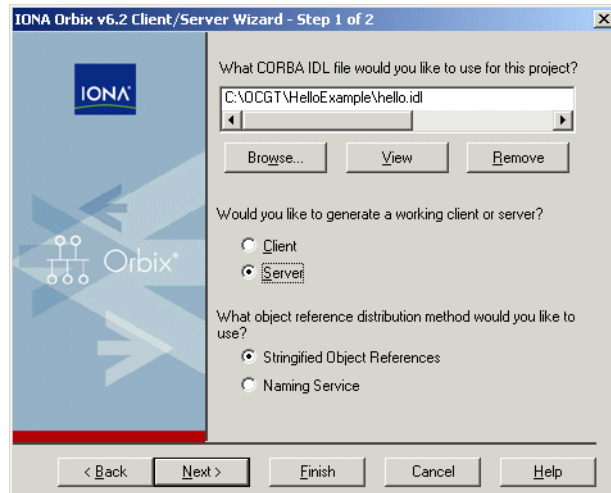 IONA Orbix v6.2 Client/Server Wizard - Step 1 of 2
IONA
Orbix
What CORBA IDL file would you like to use for this project?
C:\OCGT\HelloExample\hello.idl
Browse...
View
Remove
Would you like to generate a working client or server?
Client
Server
What object reference distribution method would you like to
use?
Stringified Object References
Naming Service
< Back
Next >
Finish
Cancel
Help